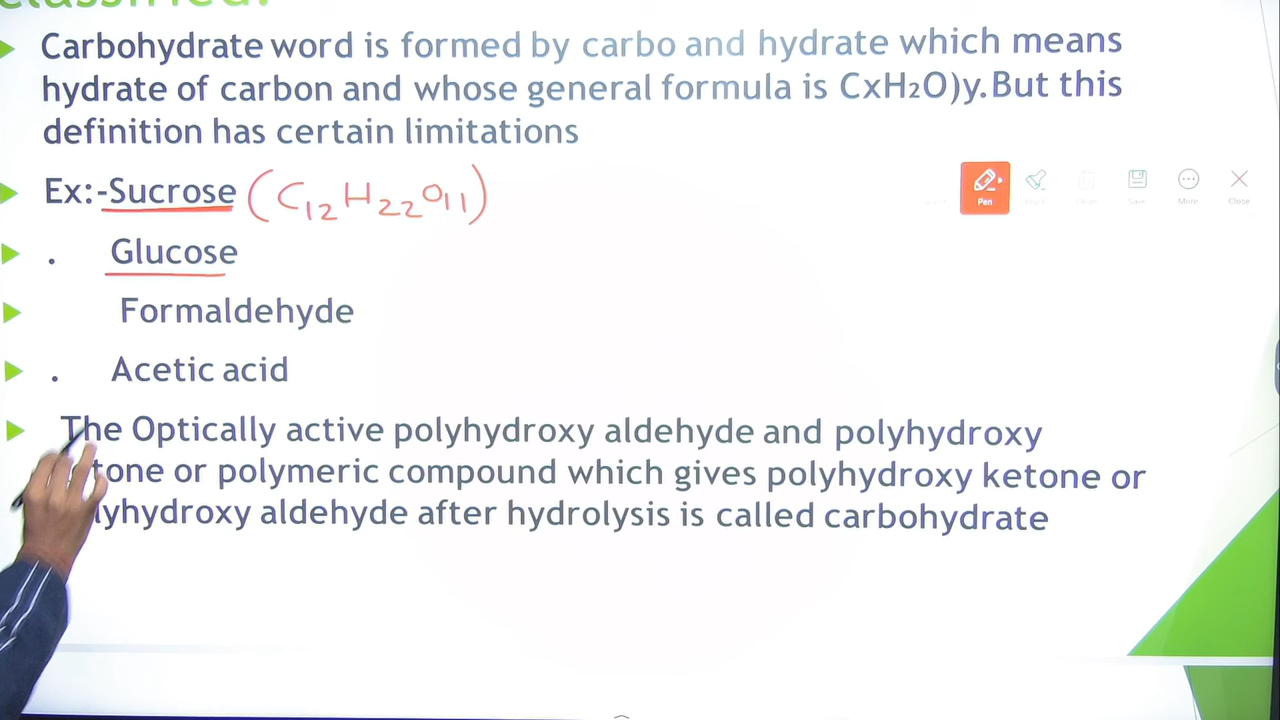 classified:
Carbohydrate word is formed by carbo and hydrate which means
hydrate of carbon and whose general formula is CxH₂O)y.But this
definition has certain limitations
Ex:-Sucrose (C₁₂H₂₂O₁₁)
. Glucose
Formaldehyde
. Acetic acid
The Optically active polyhydroxy aldehyde and polyhydroxy
tone or polymeric compound which gives polyhydroxy ketone or
lyhydroxy aldehyde after hydrolysis is called carbohydrate
Pen
Save
More
Close